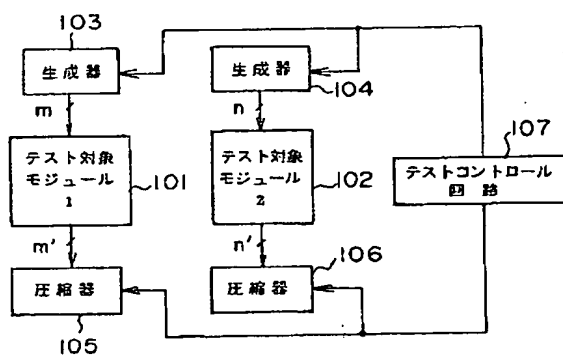 103
生成器
生成器
104
107
m
n
テスト対象
モジュール
1
101
テスト対象
モジュール
2
102
テストコントロール
回路
m'
n'
106
圧縮器
圧縮器
105